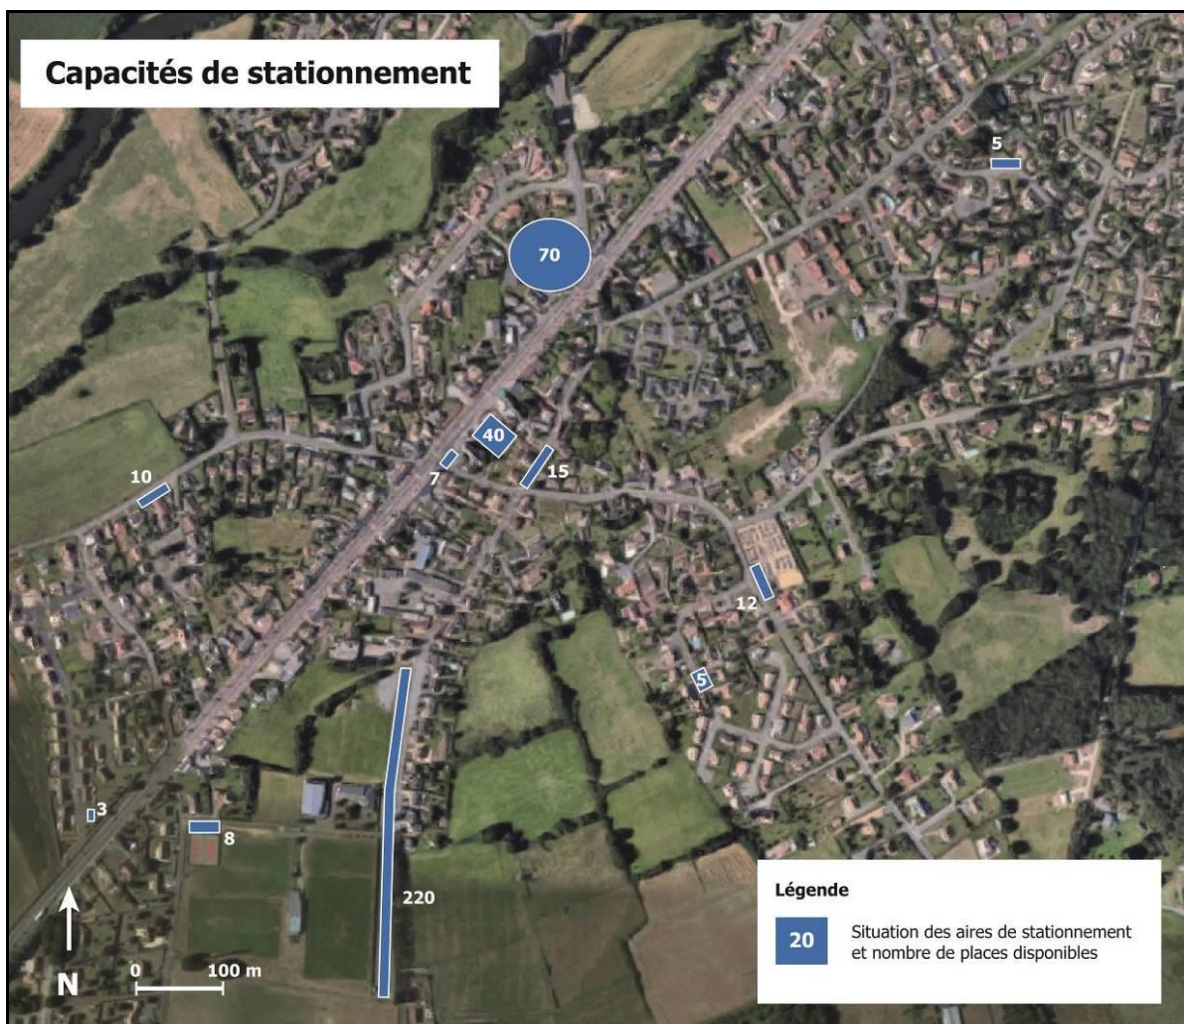 Capacités de stationnement
5
70
40
7
15
10
12
5
3
8
220
N
0 100 m
Légende
20
Situation des aires de stationnement
et nombre de places disponibles